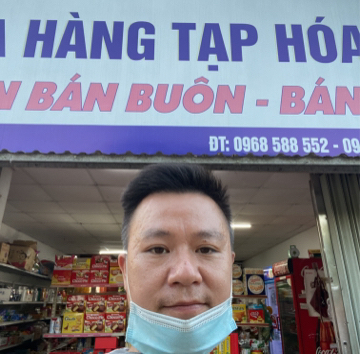 HÀNG TẠP HÓA
BÁN BUÔN - BÁN
ĐT: 0968 588 552 - 09